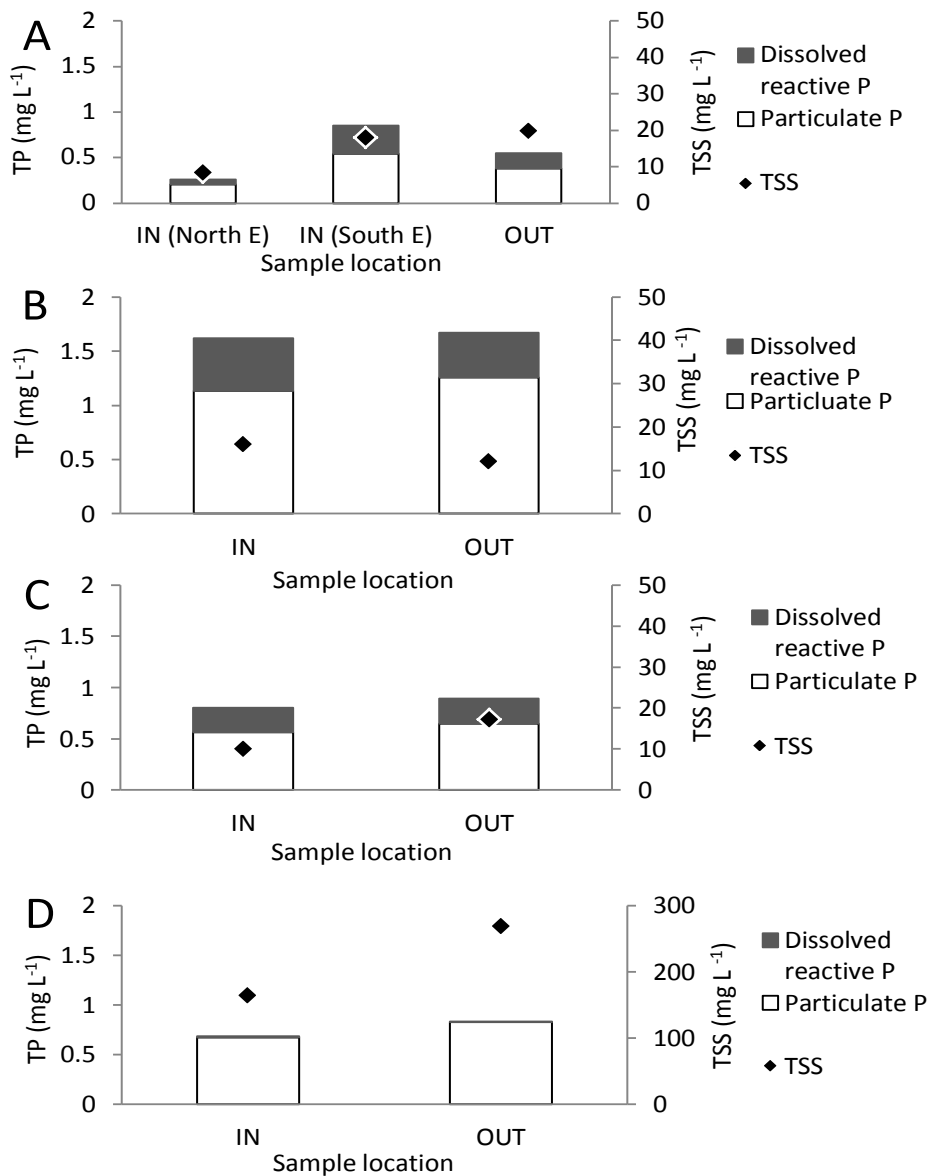 A
2
1.5
1
0.5
0
TP (mg L-1)
50
40
30
20
10
0
TSS (mg L -1)
Dissolved
reactive P
Particulate P
TSS
IN (North E)
IN (South E)
OUT
Sample location
B
2
1.5
1
0.5
0
TP (mg L-1)
50
40
30
20
10
0
TSS (mg L -1)
Dissolved
reactive P
Particluate P
TSS
IN
OUT
Sample location
C
2
1.5
1
0.5
0
TP (mg L-1)
50
40
30
20
10
0
TSS (mg L -1)
Dissolved
reactive P
Particulate P
TSS
IN
OUT
Sample location
D
2
1.5
1
0.5
0
TP (mg L-1)
300
200
100
0
TSS (mg L -1)
Dissolved
reactive P
Particulate P
TSS
IN
OUT
Sample location